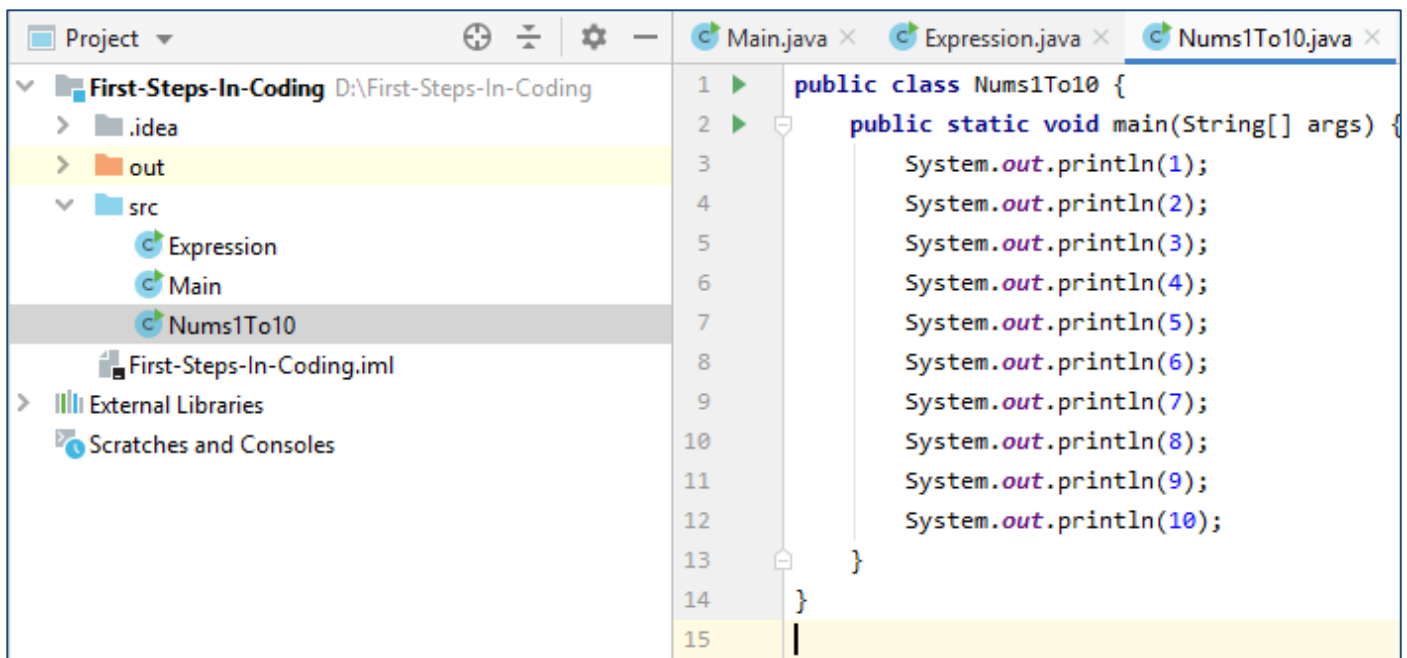 Project
First-Steps-In-Coding D:\First-Steps-In-Coding
.idea
out
src
Expression
Main
Nums1To10
First-Steps-In-Coding.iml
External Libraries
Scratches and Consoles
Main.java Expression.java Nums1To10.java
1 public class Nums1To10 {
2 public static void main(String[] args) {
3 System.out.println(1);
4 System.out.println(2);
5 System.out.println(3);
6 System.out.println(4);
7 System.out.println(5);
8 System.out.println(6);
9 System.out.println(7);
10 System.out.println(8);
11 System.out.println(9);
12 System.out.println(10);
13 }
14 }
15